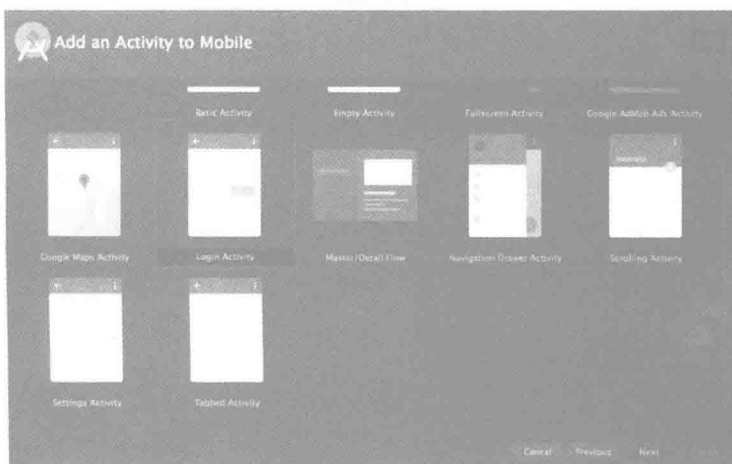 Add an Activity to Mobile
Basic Activity
Empty Activity
Fullscreen Activity
Google AdMob Ads Activity
Google Maps Activity
Login Activity
Master/Detail Flow
Navigation Drawer Activity
Scrolling Activity
Settings Activity
Tabbed Activity
Cancel
Previous
Next